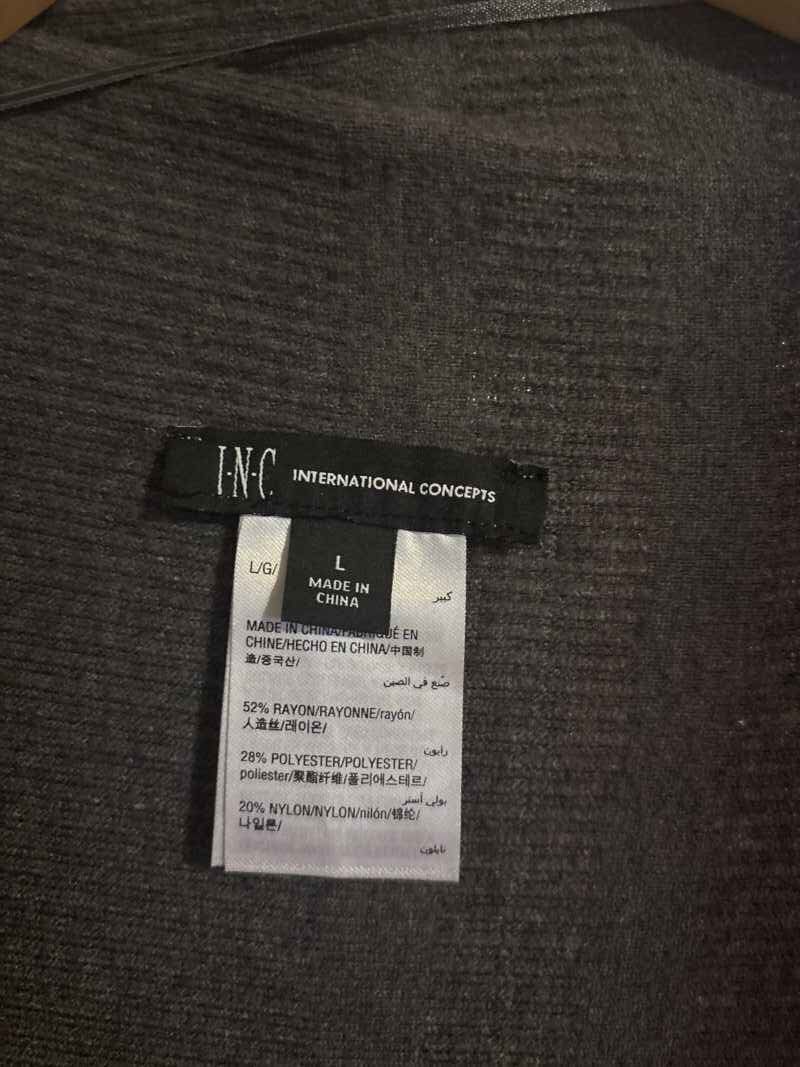 I·N·C INTERNATIONAL CONCEPTS
L
MADE IN
CHINA
L/G/
كبير
MADE IN CHINA/FABRIQUÉ EN
CHINE/HECHO EN CHINA/中国制
造/중국산/
صُنع في الصين
52% RAYON/RAYONNE/rayón/
人造丝/레이온/
رايون
28% POLYESTER/POLYESTER/
poliester/聚酯纤维/폴리에스테르/
بولي أستر
20% NYLON/NYLON/nilón/锦纶/
나일론/
نايلون